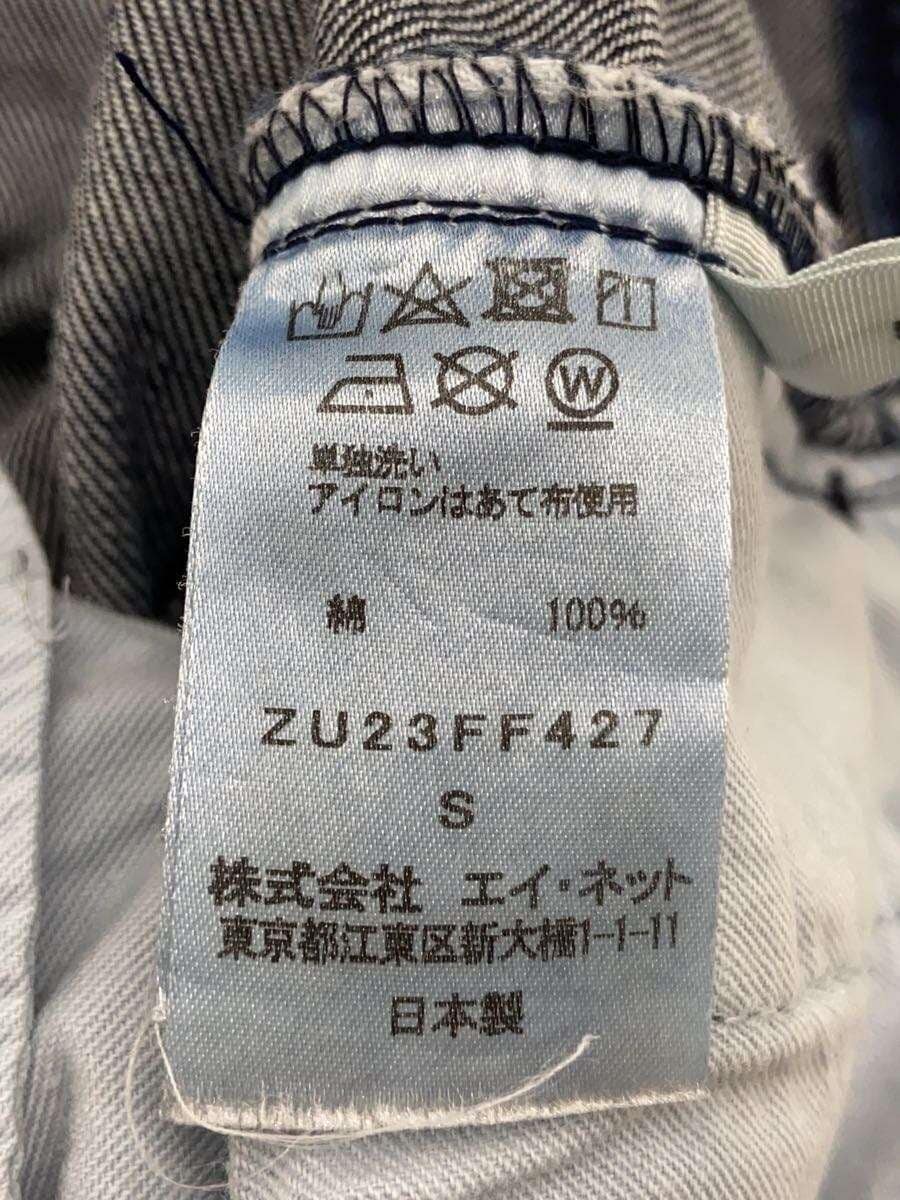 W
単独洗い
アイロンはあて布使用
綿 100%
ZU23FF427
S
株式会社 エイ・ネット
東京都江東区新大橋1-1-11
日本製